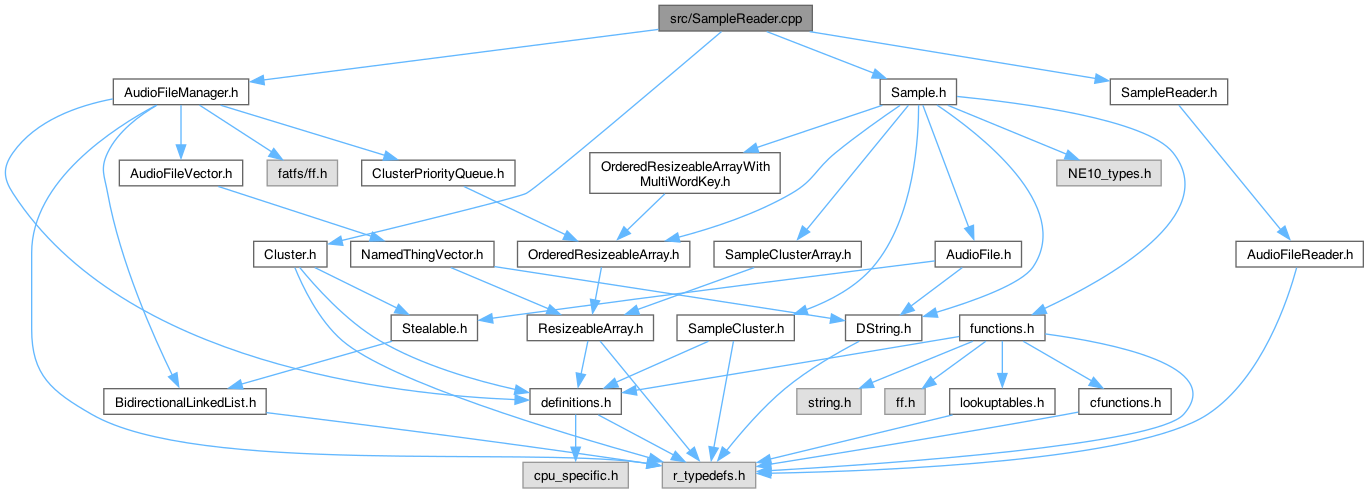 src/SampleReader.cpp
AudioFileManager.h
Sample.h
SampleReader.h
AudioFileVector.h
fatfs/ff.h
ClusterPriorityQueue.h
OrderedResizeableArrayWith
MultiWordKey.h
NE10_types.h
Cluster.h
NamedThingVector.h
OrderedResizeableArray.h
SampleClusterArray.h
AudioFile.h
AudioFileReader.h
Stealable.h
ResizeableArray.h
SampleCluster.h
DString.h
functions.h
BidirectionalLinkedList.h
definitions.h
string.h
ff.h
lookuptables.h
cfunctions.h
cpu_specific.h
r_typedefs.h